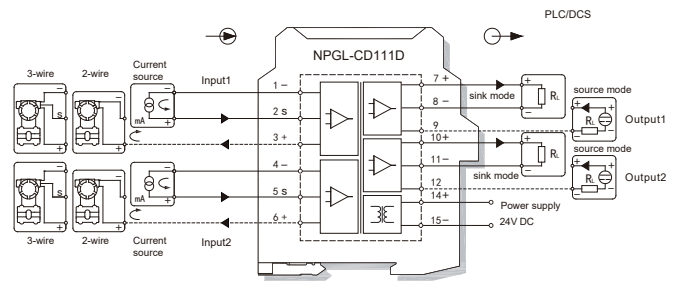 PLC/DCS
NPGL-CD111D
3-wire 2-wire Current source Input1
− − − 1 − 7 + + sink mode RL source mode
s mA 2 s 8 − − + + RL Output1
+ + + 3 + 9 − −
10+ + RL source mode
− − − 4 − 11− sink mode − + + RL Output2
s mA 5 s 12 − −
+ + + 6 + 14+ Power supply
3-wire 2-wire Current source Input2 15− 24V DC